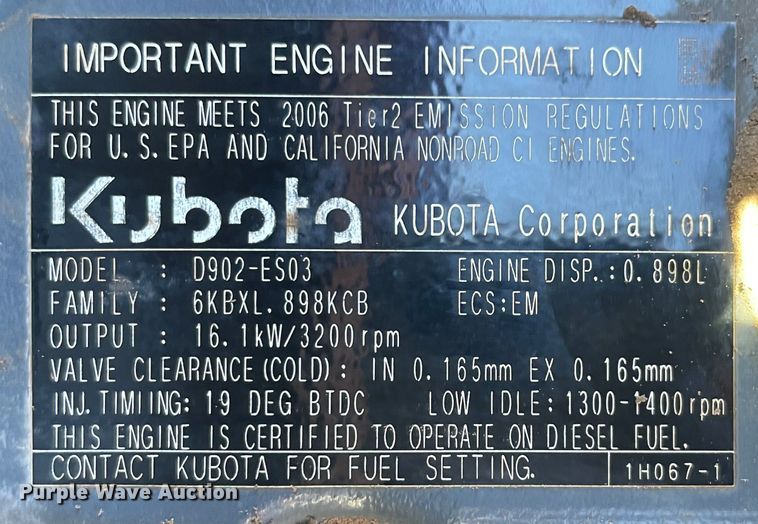 IMPORTANT ENGINE INFORMATION
THIS ENGINE MEETS 2006 Tier2 EMISSION REGULATIONS
FOR U.S.EPA AND CALIFORNIA NONROAD CI ENGINES.
Kubota KUBOTA Corporation
MODEL : D902-ES03 ENGINE DISP.:0.898L
FAMILY : 6KBXL.898KCB ECS:EM
OUTPUT : 16.1kW/3200rpm
VALVE CLEARANCE(COLD): IN 0.165mm EX 0.165mm
INJ.TIMIING: 19 DEG BTDC LOW IDLE:1300-1400rpm
THIS ENGINE IS CERTIFIED TO OPERATE ON DIESEL FUEL.
CONTACT KUBOTA FOR FUEL SETTING. 1H067-1
Purple Wave Auction